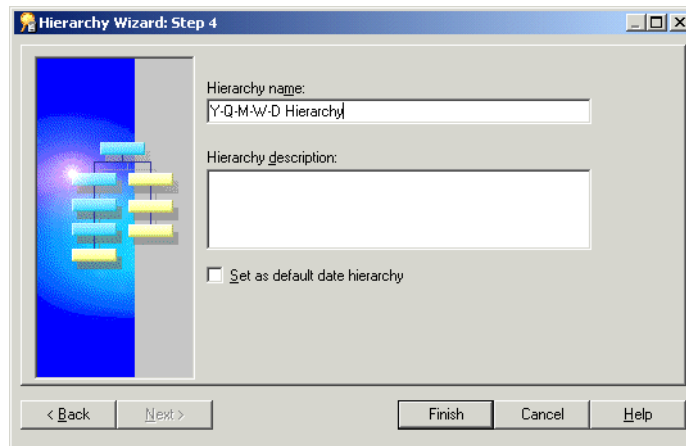 Hierarchy Wizard: Step 4
Hierarchy name:
Y-Q-M-W-D Hierarchy
Hierarchy description:
Set as default date hierarchy
< Back Next > Finish Cancel Help